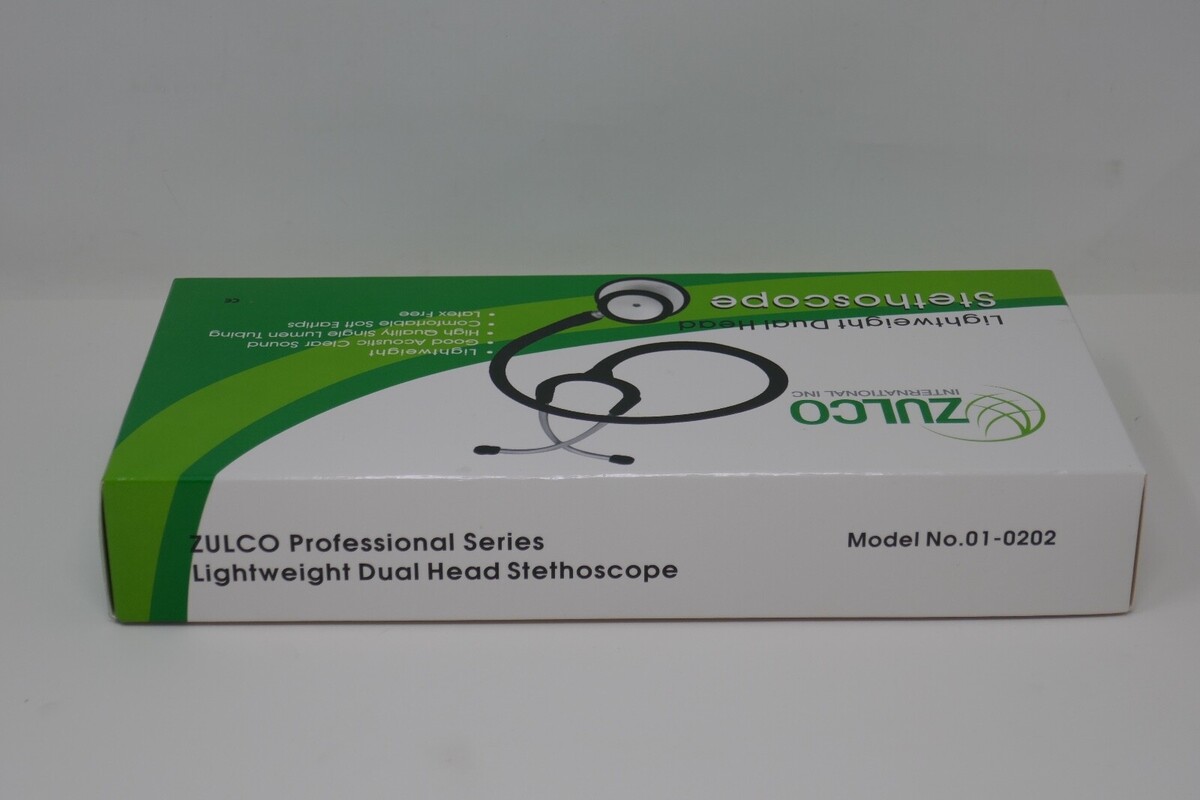 Stethoscope
Lightweight Dual Head
ZULCO
INTERNATIONAL INC
• Lightweight
• Good Acoustic Clear Sound
• High Quality Single Lumen Tubing
• Comfortable Soft Eartips
• Latex Free
CE
ZULCO Professional Series
Lightweight Dual Head Stethoscope
Model No.01-0202